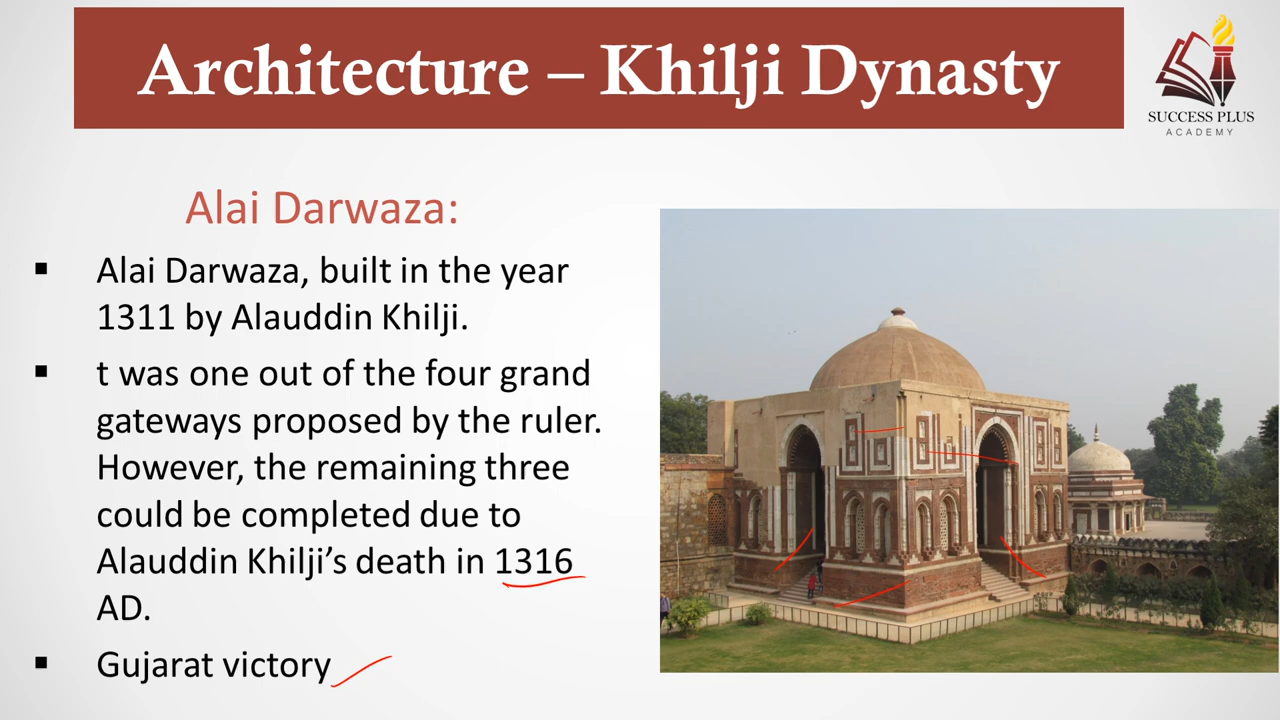 Architecture – Khilji Dynasty
SUCCESS PLUS
ACADEMY
Alai Darwaza:
▪ Alai Darwaza, built in the year
1311 by Alauddin Khilji.
▪ t was one out of the four grand
gateways proposed by the ruler.
However, the remaining three
could be completed due to
Alauddin Khilji’s death in 1316
AD.
▪ Gujarat victory